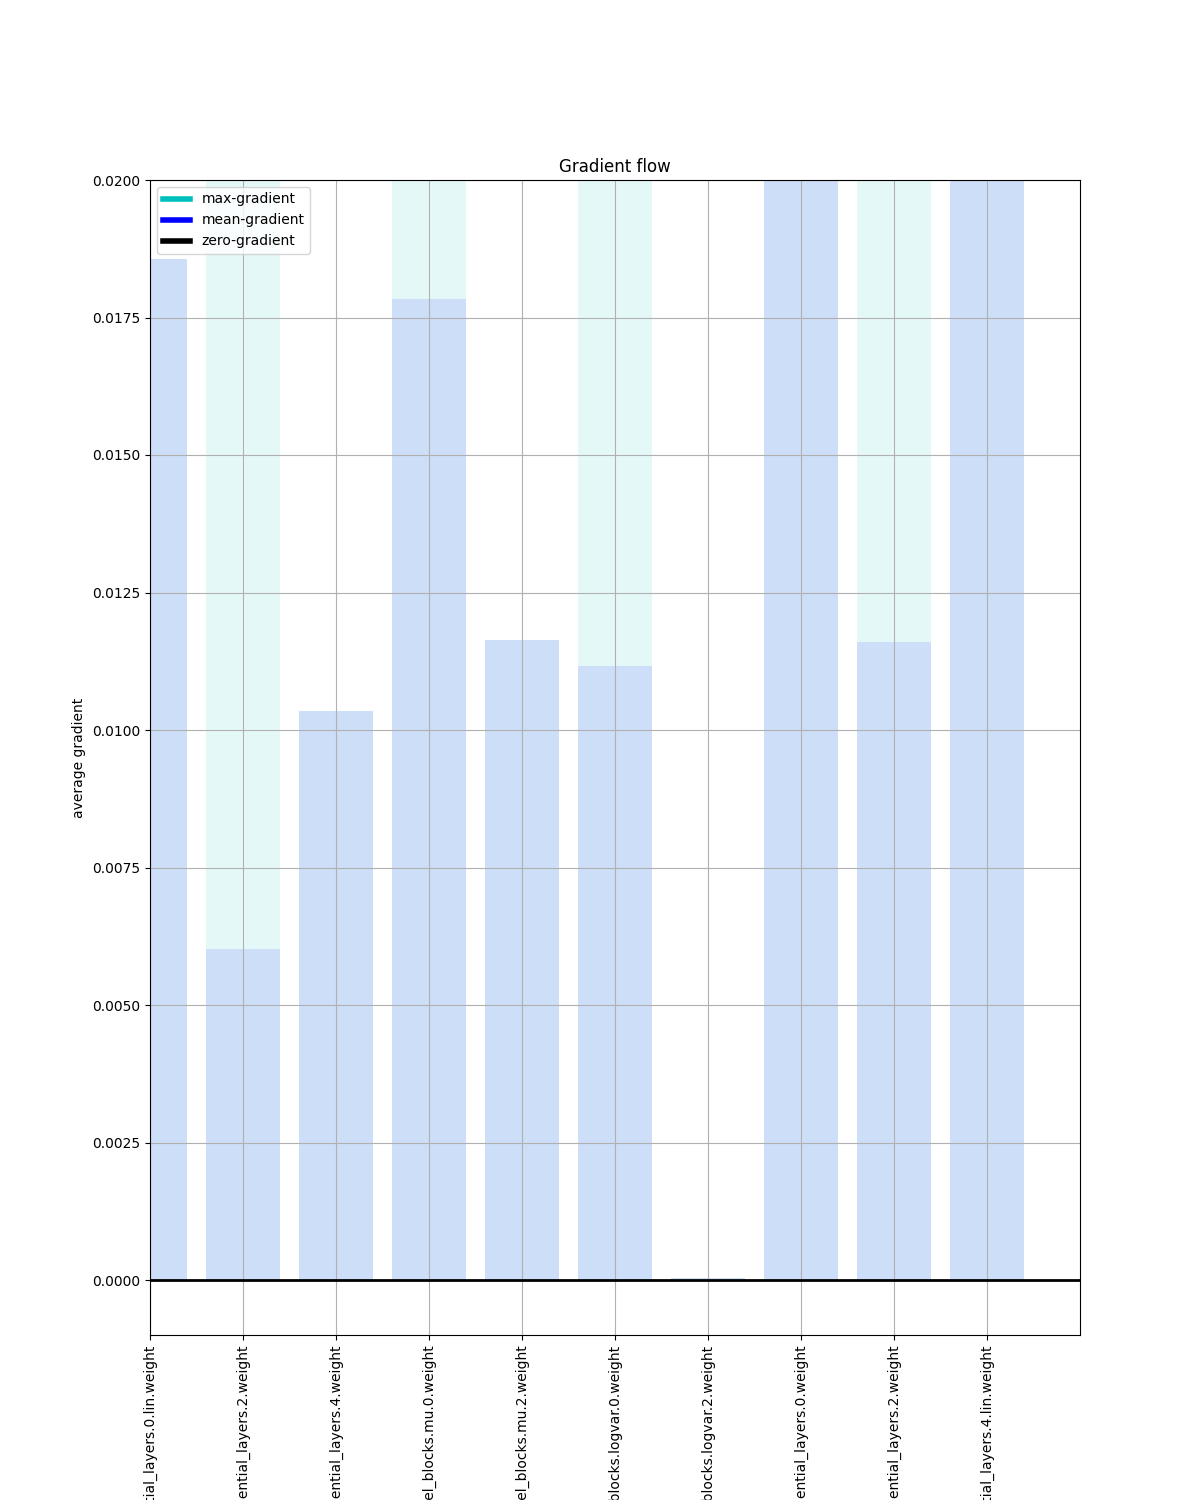 Gradient flow
max-gradient
mean-gradient
zero-gradient
0.0200
0.0175
0.0150
0.0125
0.0100
0.0075
0.0050
0.0025
0.0000
average gradient
tial_layers.0.lin.weight
ential_layers.2.weight
ential_layers.4.weight
el_blocks.mu.0.weight
el_blocks.mu.2.weight
blocks.logvar.0.weight
blocks.logvar.2.weight
ential_layers.0.weight
ential_layers.2.weight
tial_layers.4.lin.weight